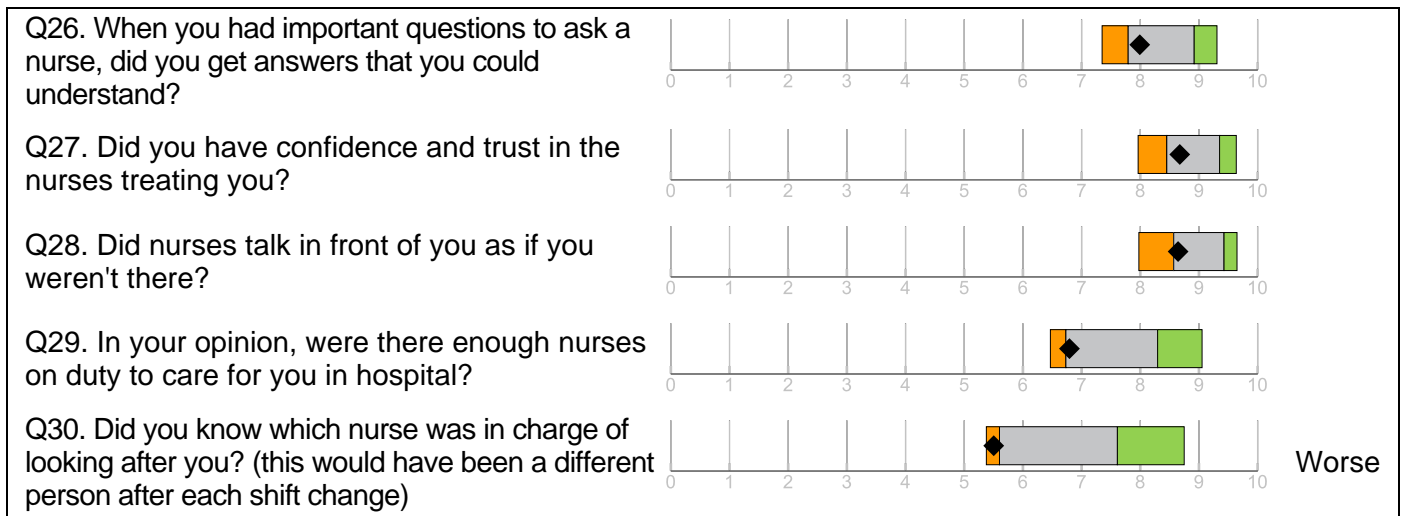 Q26. When you had important questions to ask a
nurse, did you get answers that you could
understand?
0 1 2 3 4 5 6 7 8 9 10
Q27. Did you have confidence and trust in the
nurses treating you?
0 1 2 3 4 5 6 7 8 9 10
Q28. Did nurses talk in front of you as if you
weren't there?
0 1 2 3 4 5 6 7 8 9 10
Q29. In your opinion, were there enough nurses
on duty to care for you in hospital?
0 1 2 3 4 5 6 7 8 9 10
Q30. Did you know which nurse was in charge of
looking after you? (this would have been a different
person after each shift change)
0 1 2 3 4 5 6 7 8 9 10
Worse